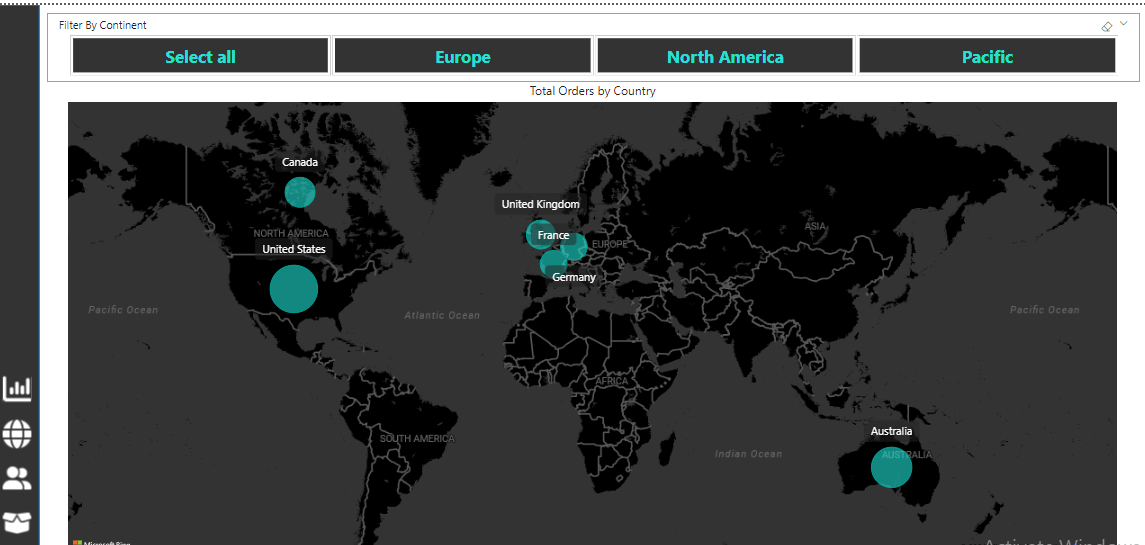 Filter By Continent
Select all
Europe
North America
Pacific
Total Orders by Country
Canada
United Kingdom
NORTH AMERICA
ASIA
France
EUROPE
United States
Germany
Pacific Ocean
Atlantic Ocean
Pacific Ocean
AFRICA
SOUTH AMERICA
Australia
Indian Ocean
AUSTRALIA
Microsoft Bing
Activate Windows